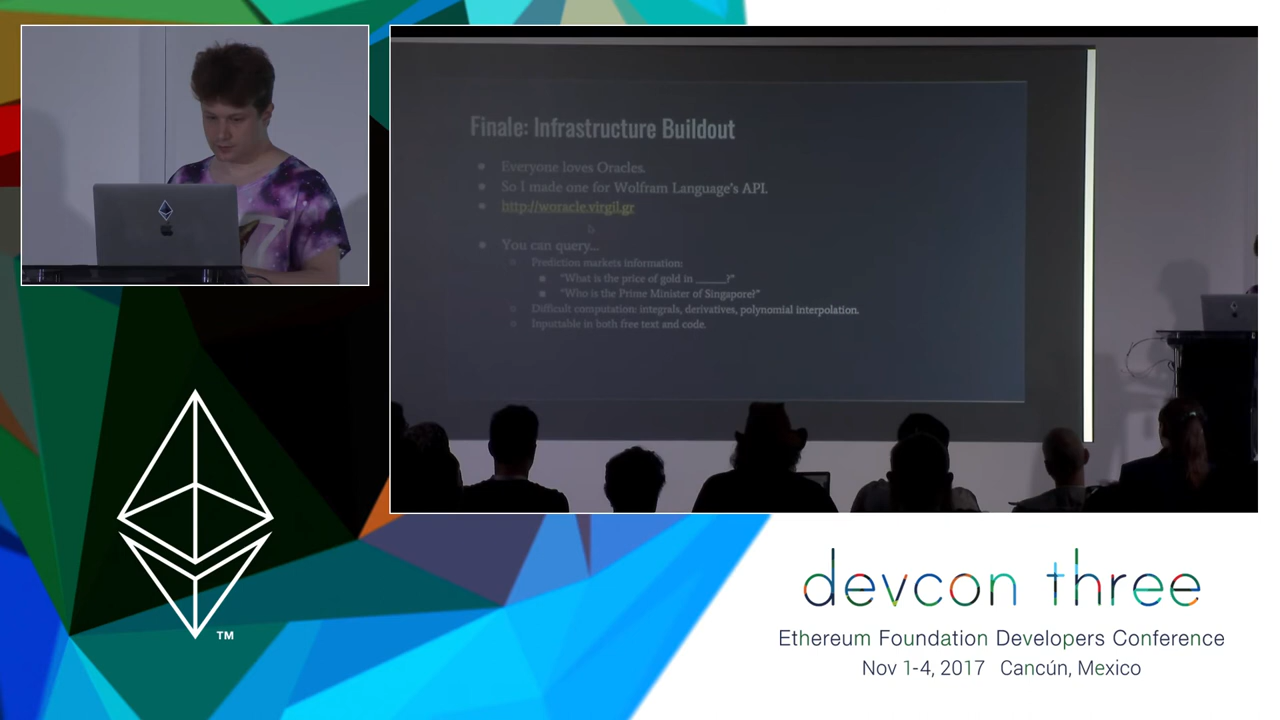 Finale: Infrastructure Buildout
Everyone loves Oracles.
So I made one for Wolfram Language's API.
http://woracle.virgil.gr
You can query...
Prediction markets information:
"What is the price of gold in _____?"
"Who is the Prime Minister of Singapore?"
Difficult computation: integrals, derivatives, polynomial interpolation.
Inputtable in both free text and code.
TM
devcon three
Ethereum Foundation Developers Conference
Nov 1-4, 2017 Cancún, Mexico